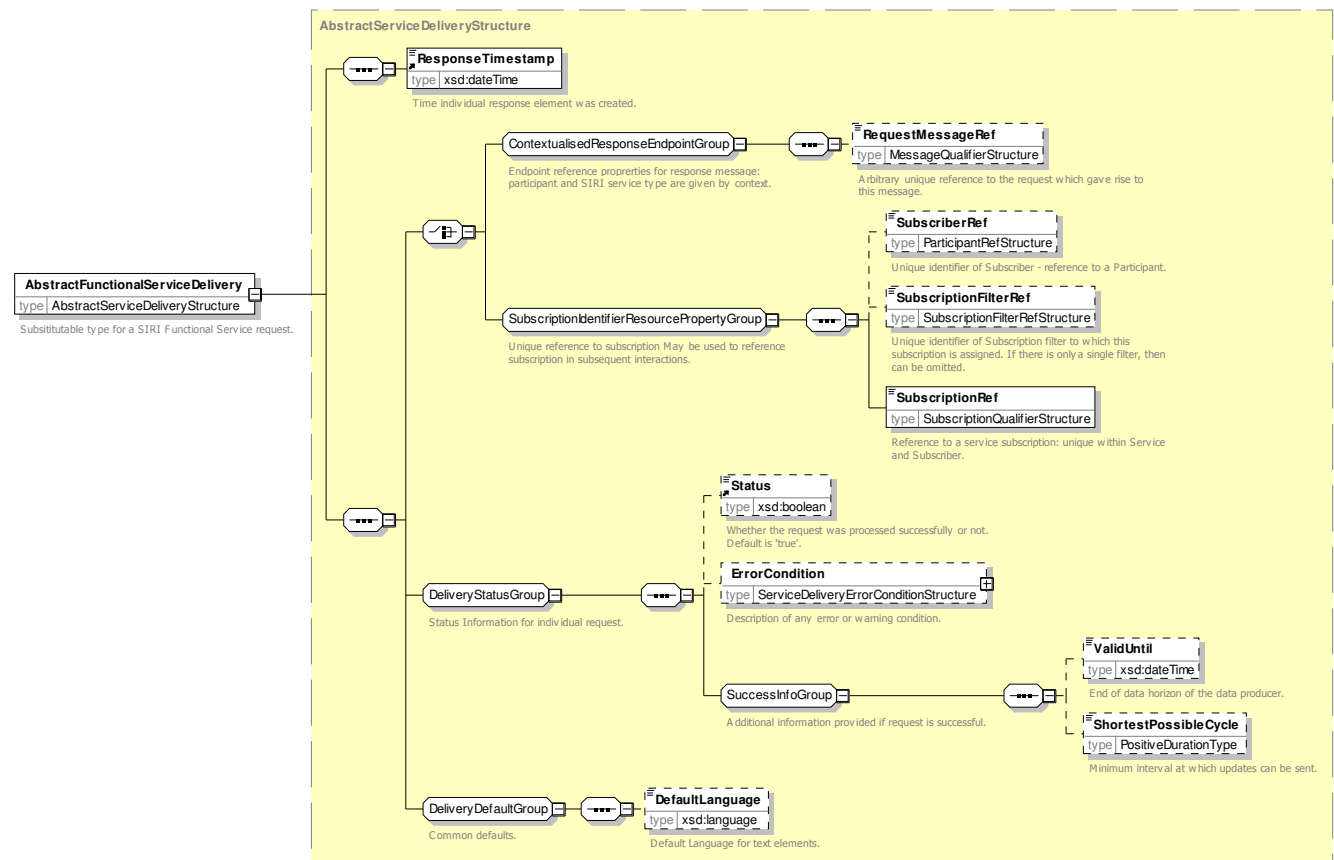 AbstractServiceDeliveryStructure
ResponseTimestamp
type xsd:dateTime
Time individual response element was created.
ContextualisedResponseEndpointGroup
Endpoint reference proprerties for response message:
participant and SIRI service type are given by context.
RequestMessageRef
type MessageQualifierStructure
Arbitrary unique reference to the request which gave rise to
this message.
SubscriberRef
type ParticipantRefStructure
Unique identifier of Subscriber - reference to a Participant.
AbstractFunctionalServiceDelivery
type AbstractServiceDeliveryStructure
Subsititutable type for a SIRI Functional Service request.
SubscriptionFilterRef
type SubscriptionFilterRefStructure
Unique identifier of Subscription filter to which this
subscription is assigned. If there is only a single filter, then
can be omitted.
SubscriptionIdentifierResourcePropertyGroup
Unique reference to subscription May be used to reference
subscription in subsequent interactions.
SubscriptionRef
type SubscriptionQualifierStructure
Reference to a service subscription: unique within Service
and Subscriber.
Status
type xsd:boolean
Whether the request was processed successfully or not.
Default is 'true'.
ErrorCondition
type ServiceDeliveryErrorConditionStructure
Description of any error or warning condition.
DeliveryStatusGroup
Status Information for individual request.
ValidUntil
type xsd:dateTime
End of data horizon of the data producer.
SuccessInfoGroup
Additional information provided if request is successful.
ShortestPossibleCycle
type PositiveDurationType
Minimum interval at which updates can be sent.
DeliveryDefaultGroup
Common defaults.
DefaultLanguage
type xsd:language
Default Language for text elements.